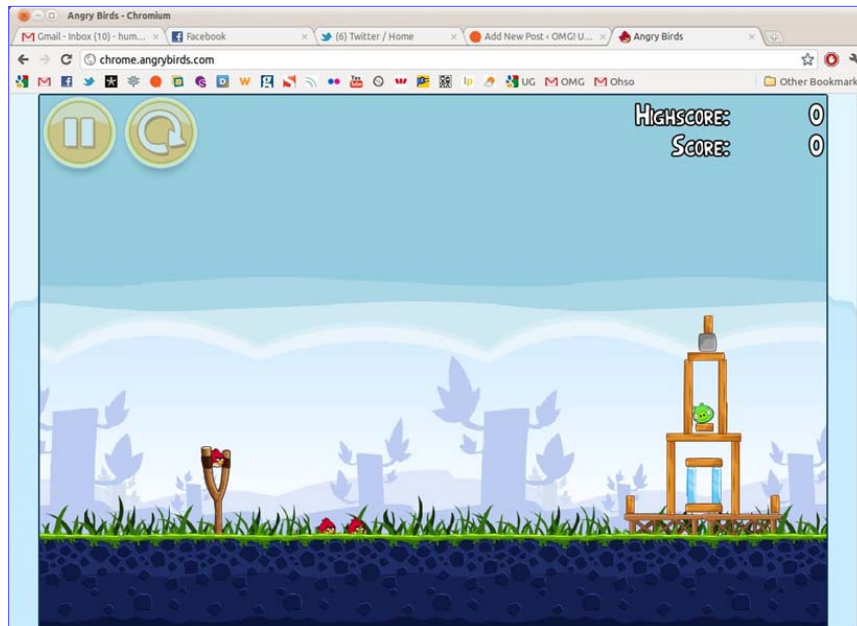 Angry Birds - Chromium
Gmail - Inbox (10) - hum... Facebook (6) Twitter / Home Add New Post ‹ OMG! U... Angry Birds
chrome.angrybirds.com
UG OMG Ohso Other Bookmark
HIGHSCORE: 0
SCORE: 0